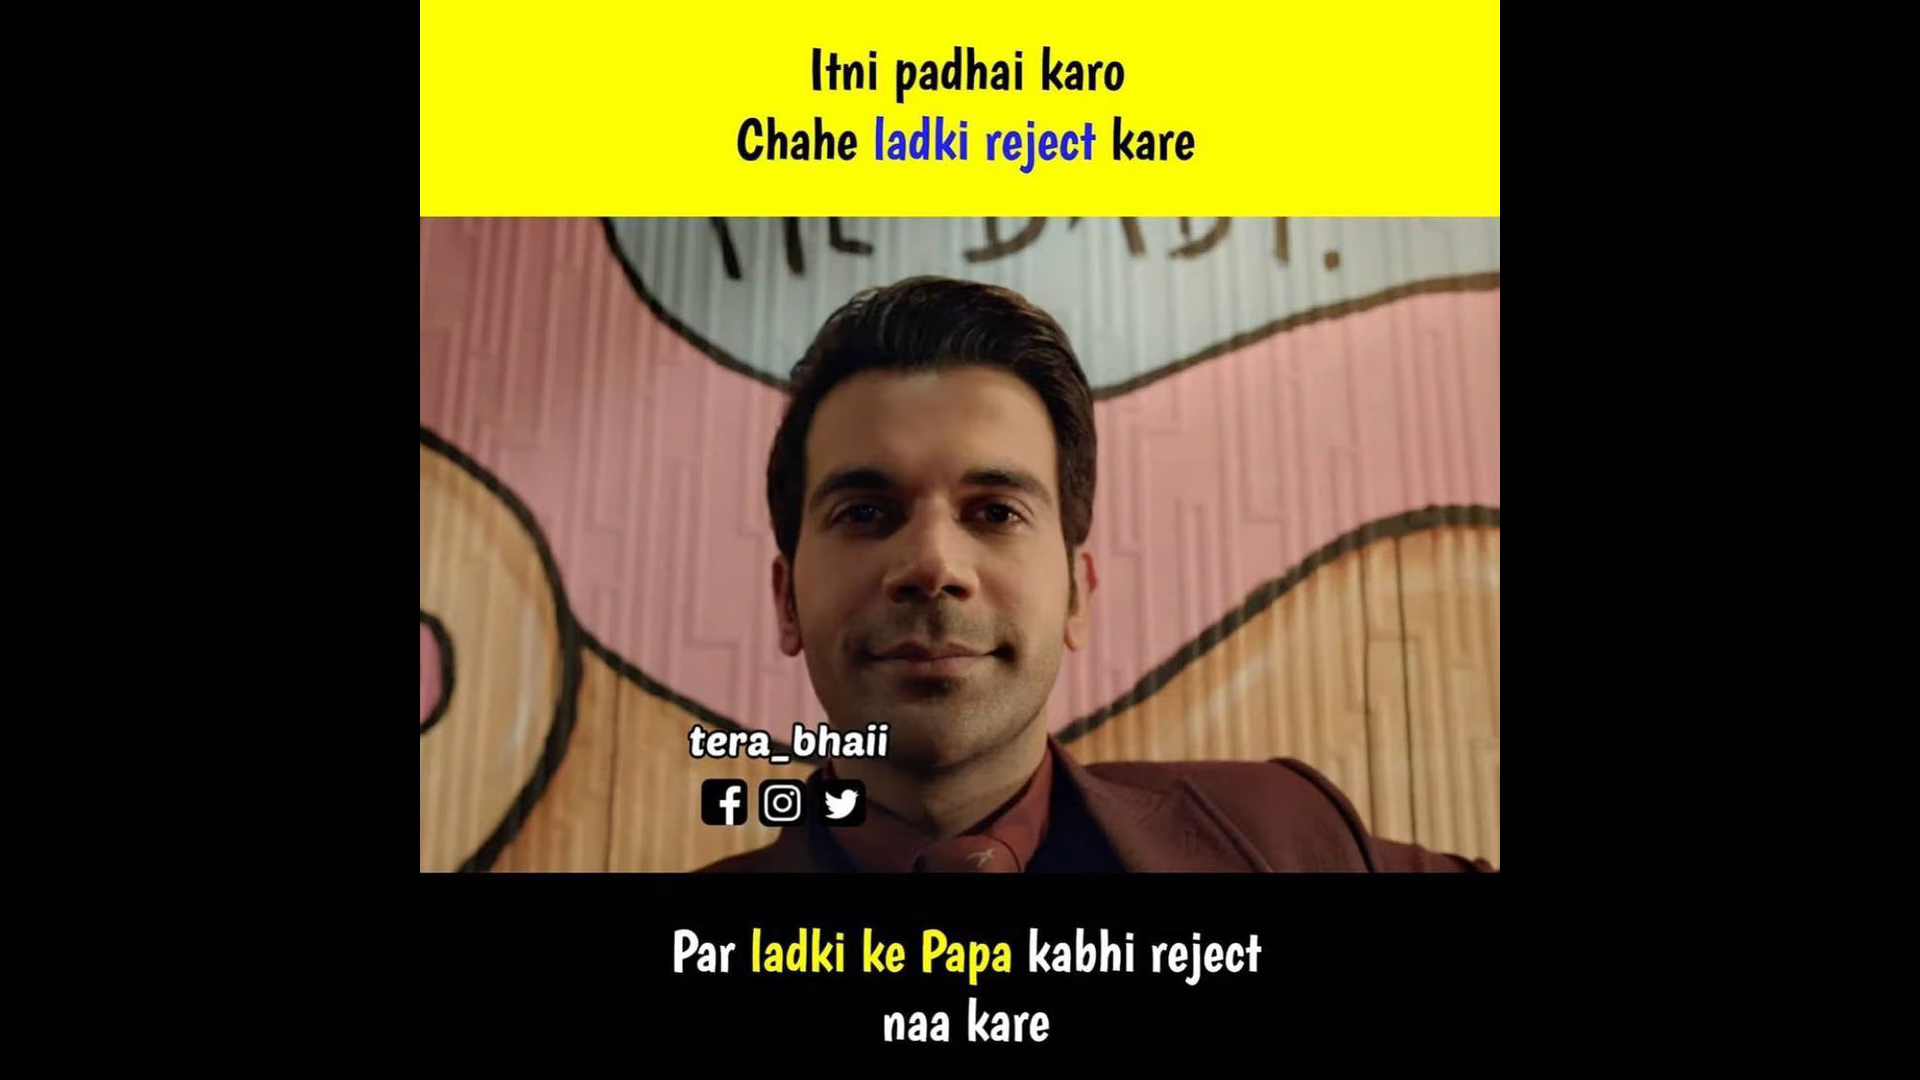 Itni padhai karo
Chahe ladki reject kare
tera_bhaii
Par ladki ke Papa kabhi reject
naa kare